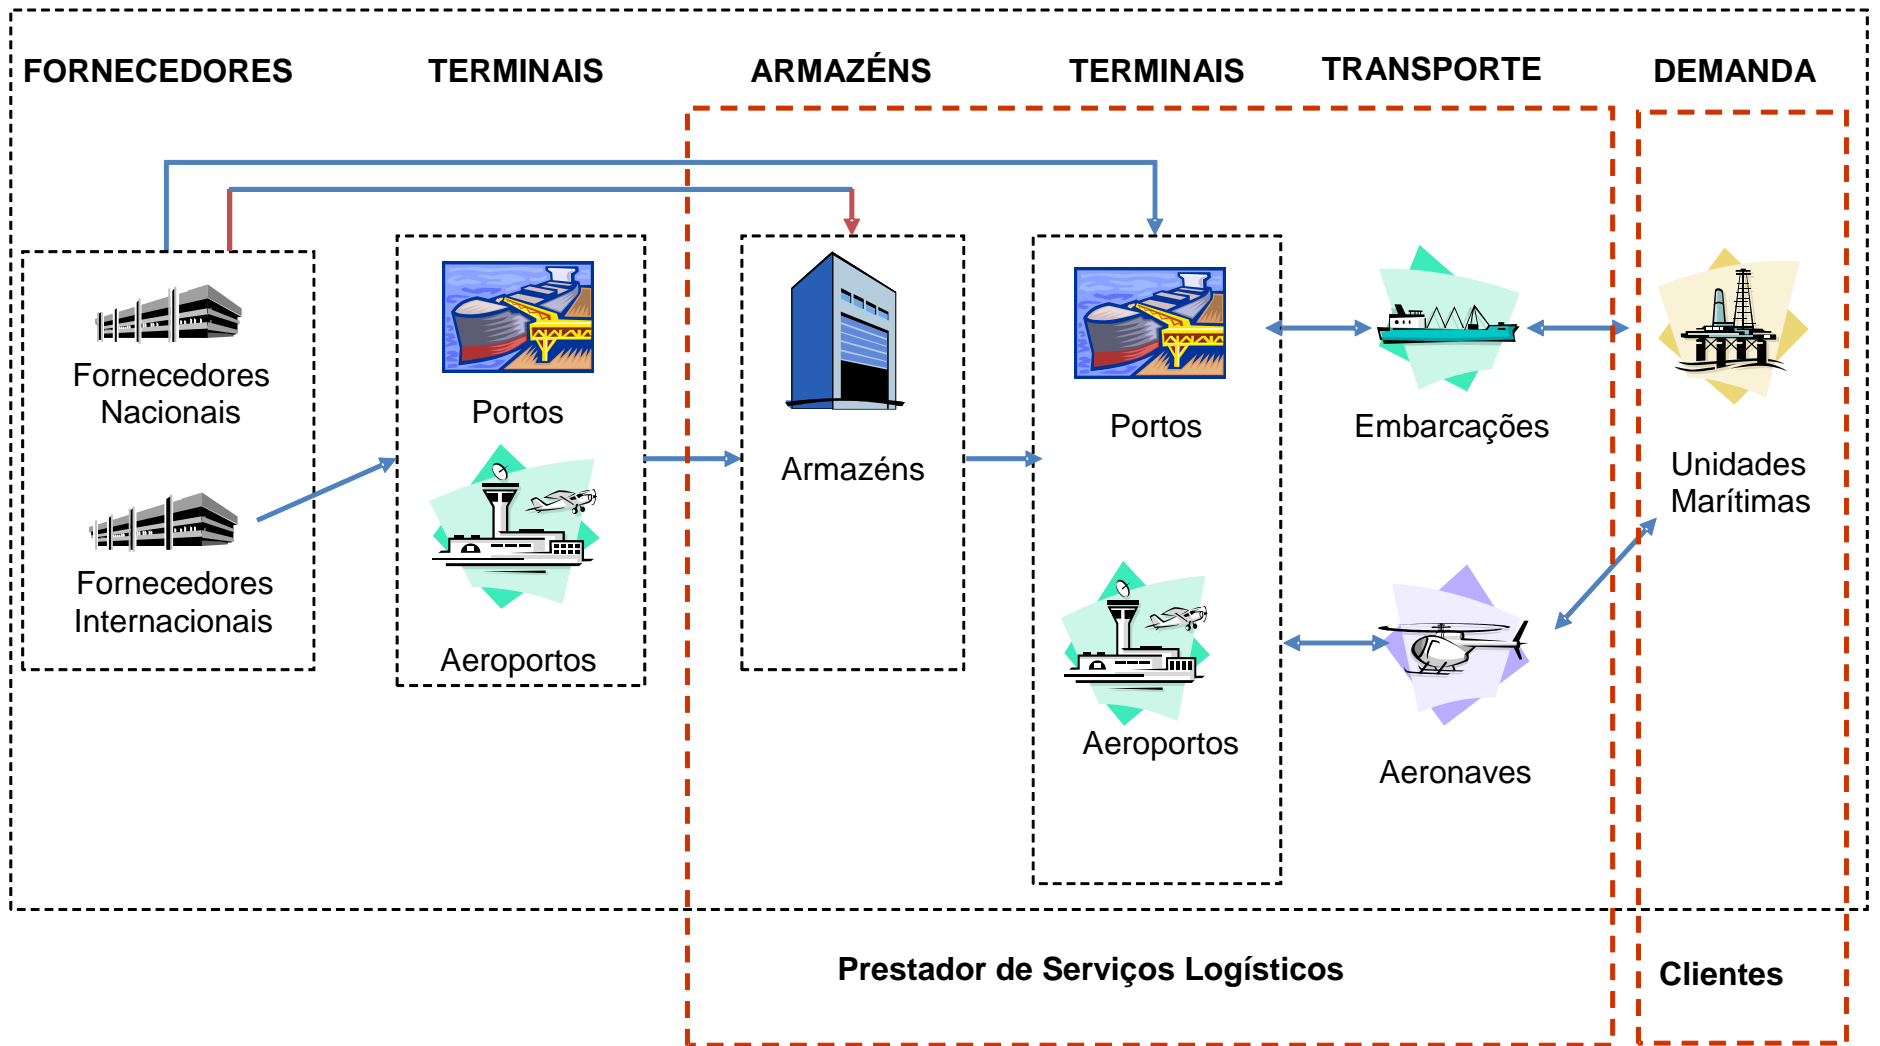 FORNECEDORES
TERMINAIS
ARMAZÉNS
TERMINAIS
TRANSPORTE
DEMANDA
Fornecedores
Nacionais
Fornecedores
Internacionais
Portos
Aeroportos
Armazéns
Portos
Aeroportos
Embarcações
Aeronaves
Unidades
Marítimas
Prestador de Serviços Logísticos
Clientes